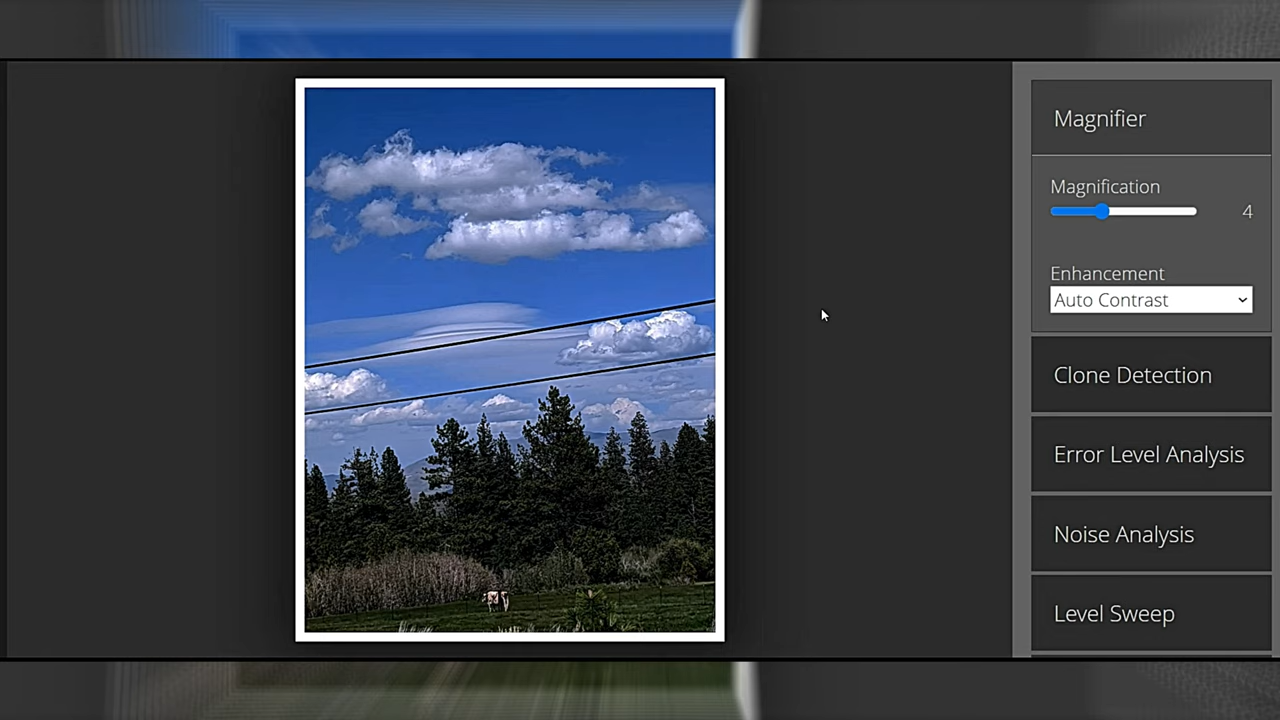 Magnifier
Magnification
4
Enhancement
Auto Contrast
Clone Detection
Error Level Analysis
Noise Analysis
Level Sweep